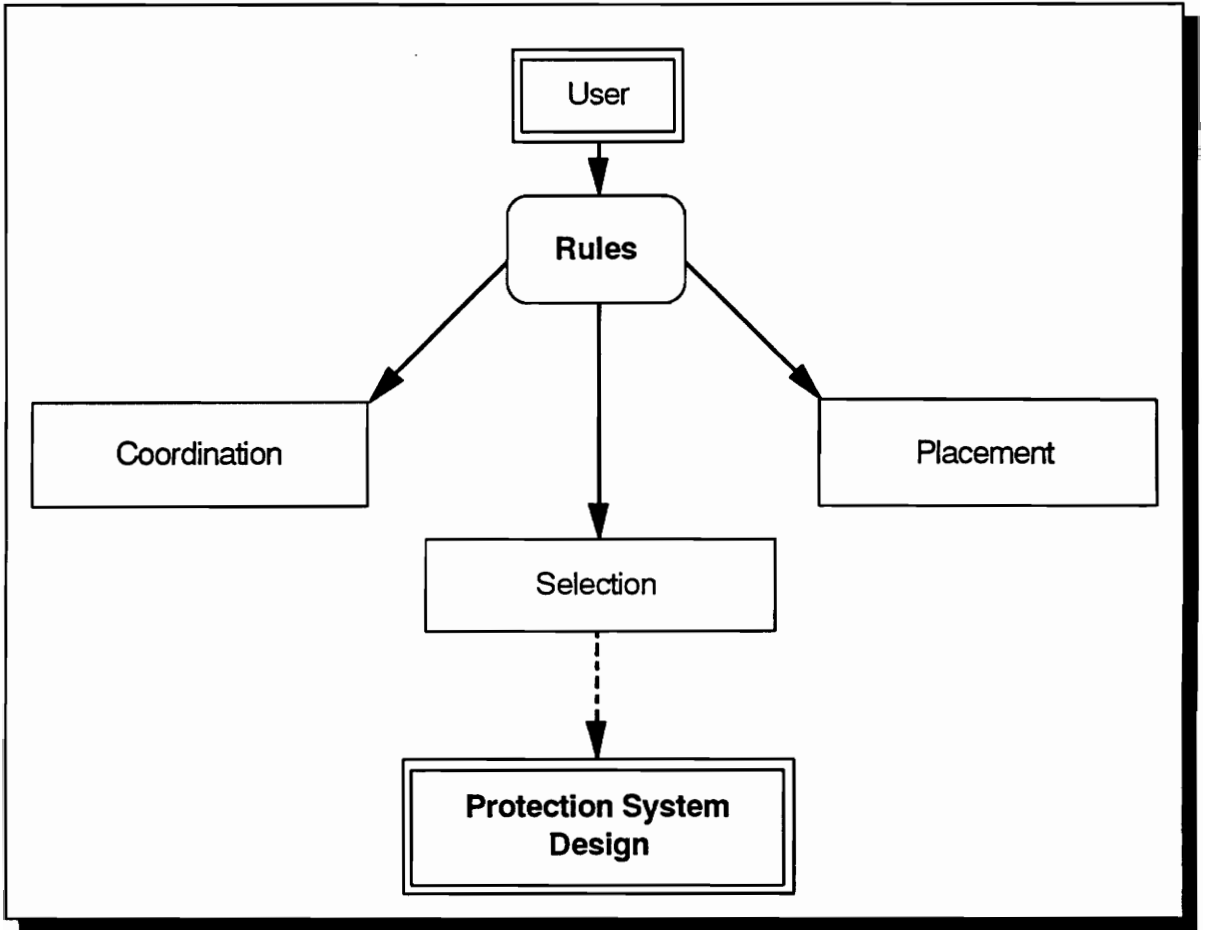 User
Rules
Coordination
Placement
Selection
Protection System
Design